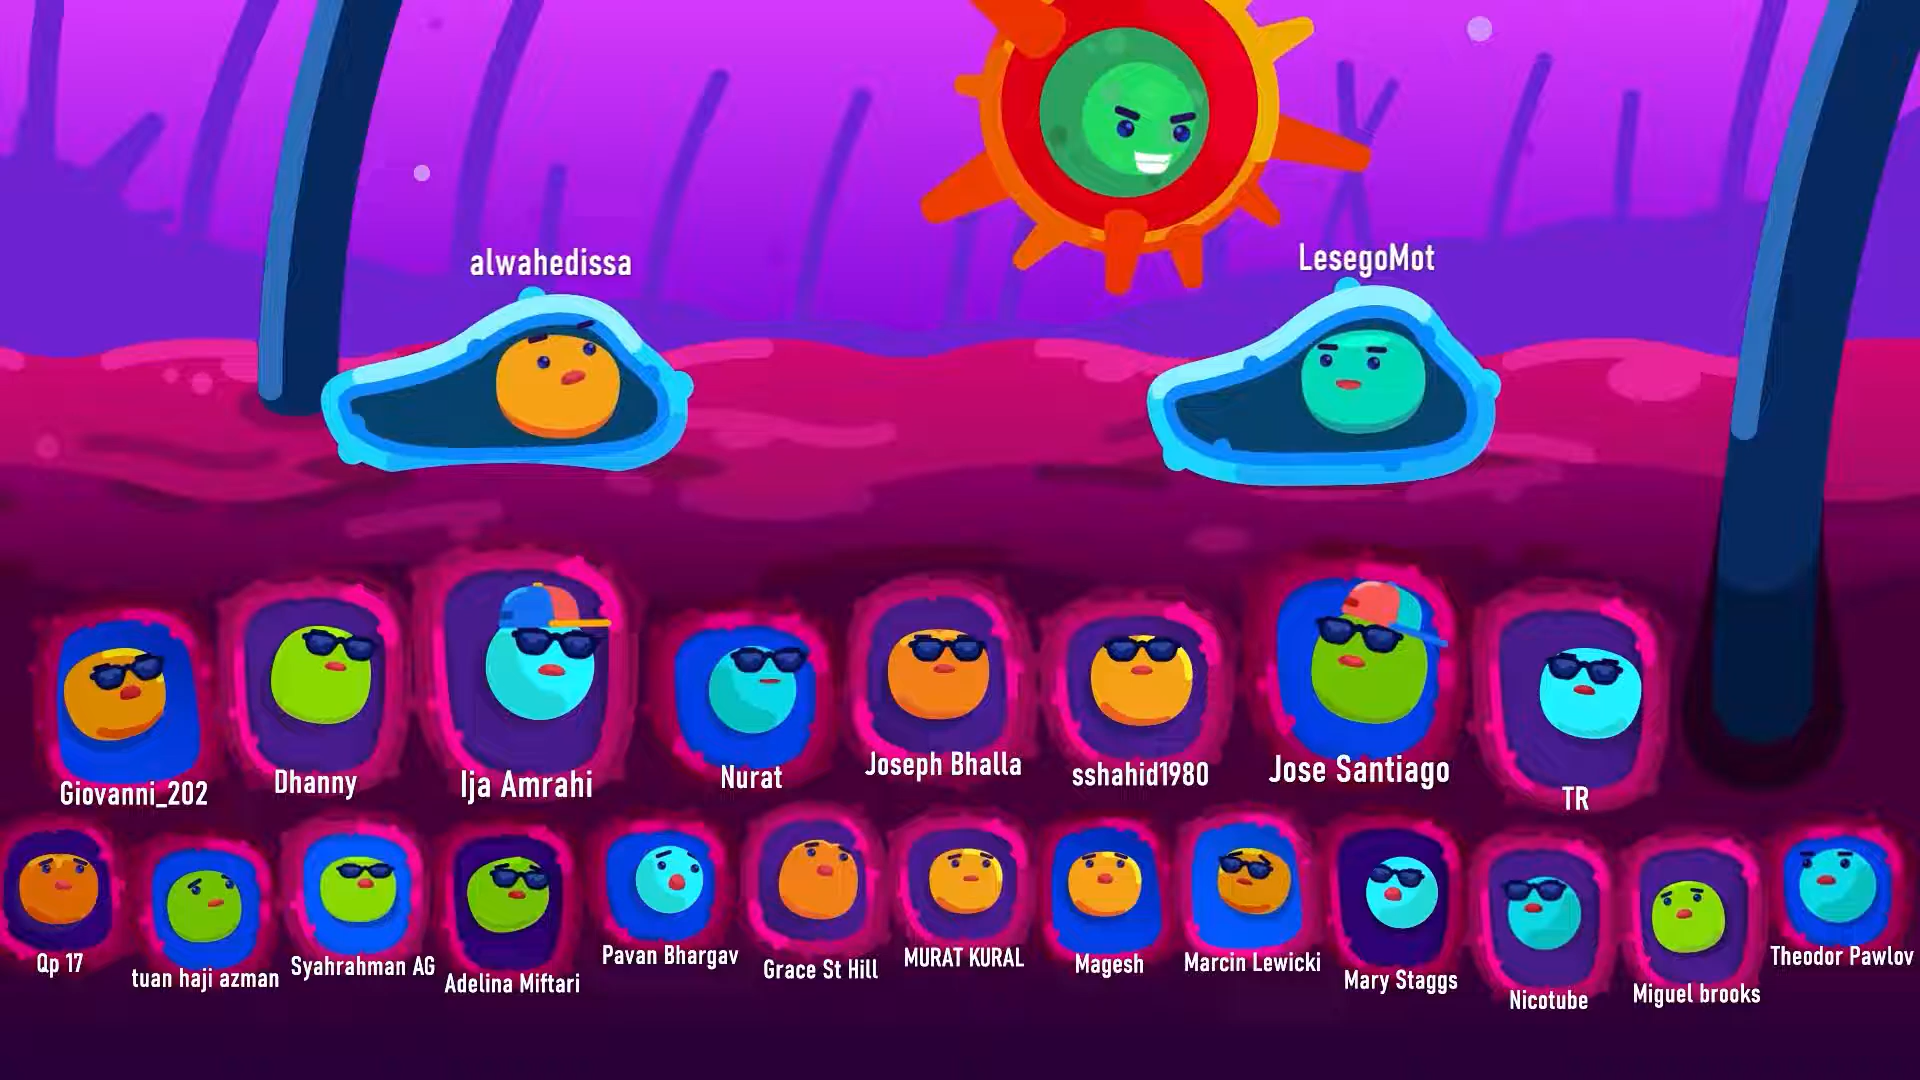 alwahedissa
LesegoMot
Giovanni_202
Dhanny
Ija Amrahi
Nurat
Joseph Bhalla
sshahid1980
Jose Santiago
TR
Qp 17
tuan haji azman
Syahrahman AG
Adelina Miftari
Pavan Bhargav
Grace St Hill
MURAT KURAL
Magesh
Marcin Lewicki
Mary Staggs
Nicotube
Miguel brooks
Theodor Pawlov